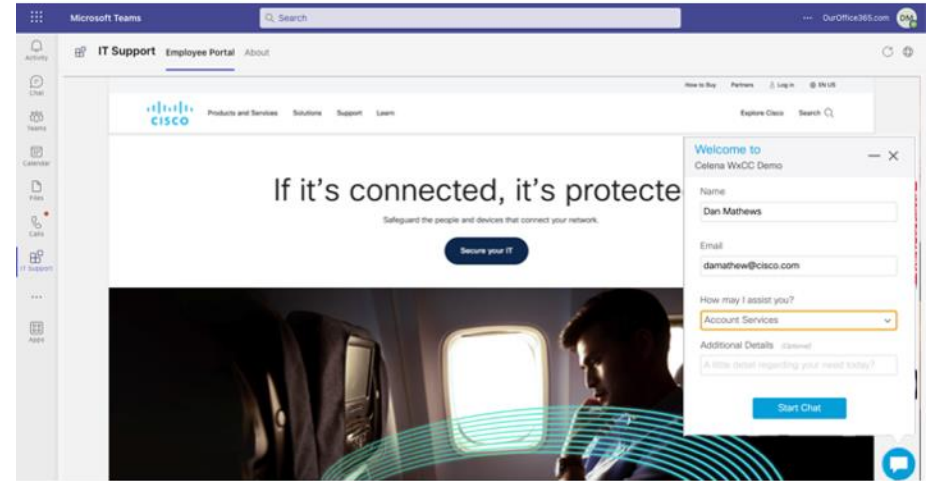 Microsoft Teams
Search
... OurOffice365.com DM
Activity
Chat
Teams
Calendar
Files
Calls
IT Support
...
Apps
IT Support Employee Portal About
How to Buy Partners Log in EN US
CISCO Products and Services Solutions Support Learn Explore Cisco Search
If it's connected, it's protecte
Safeguard the people and devices that connect your network.
Secure your IT
Welcome to
Celena WxCC Demo
Name
Dan Mathews
Email
damathew@cisco.com
How may I assist you?
Account Services
Additional Details (Optional)
A little detail regarding your need today?
Start Chat